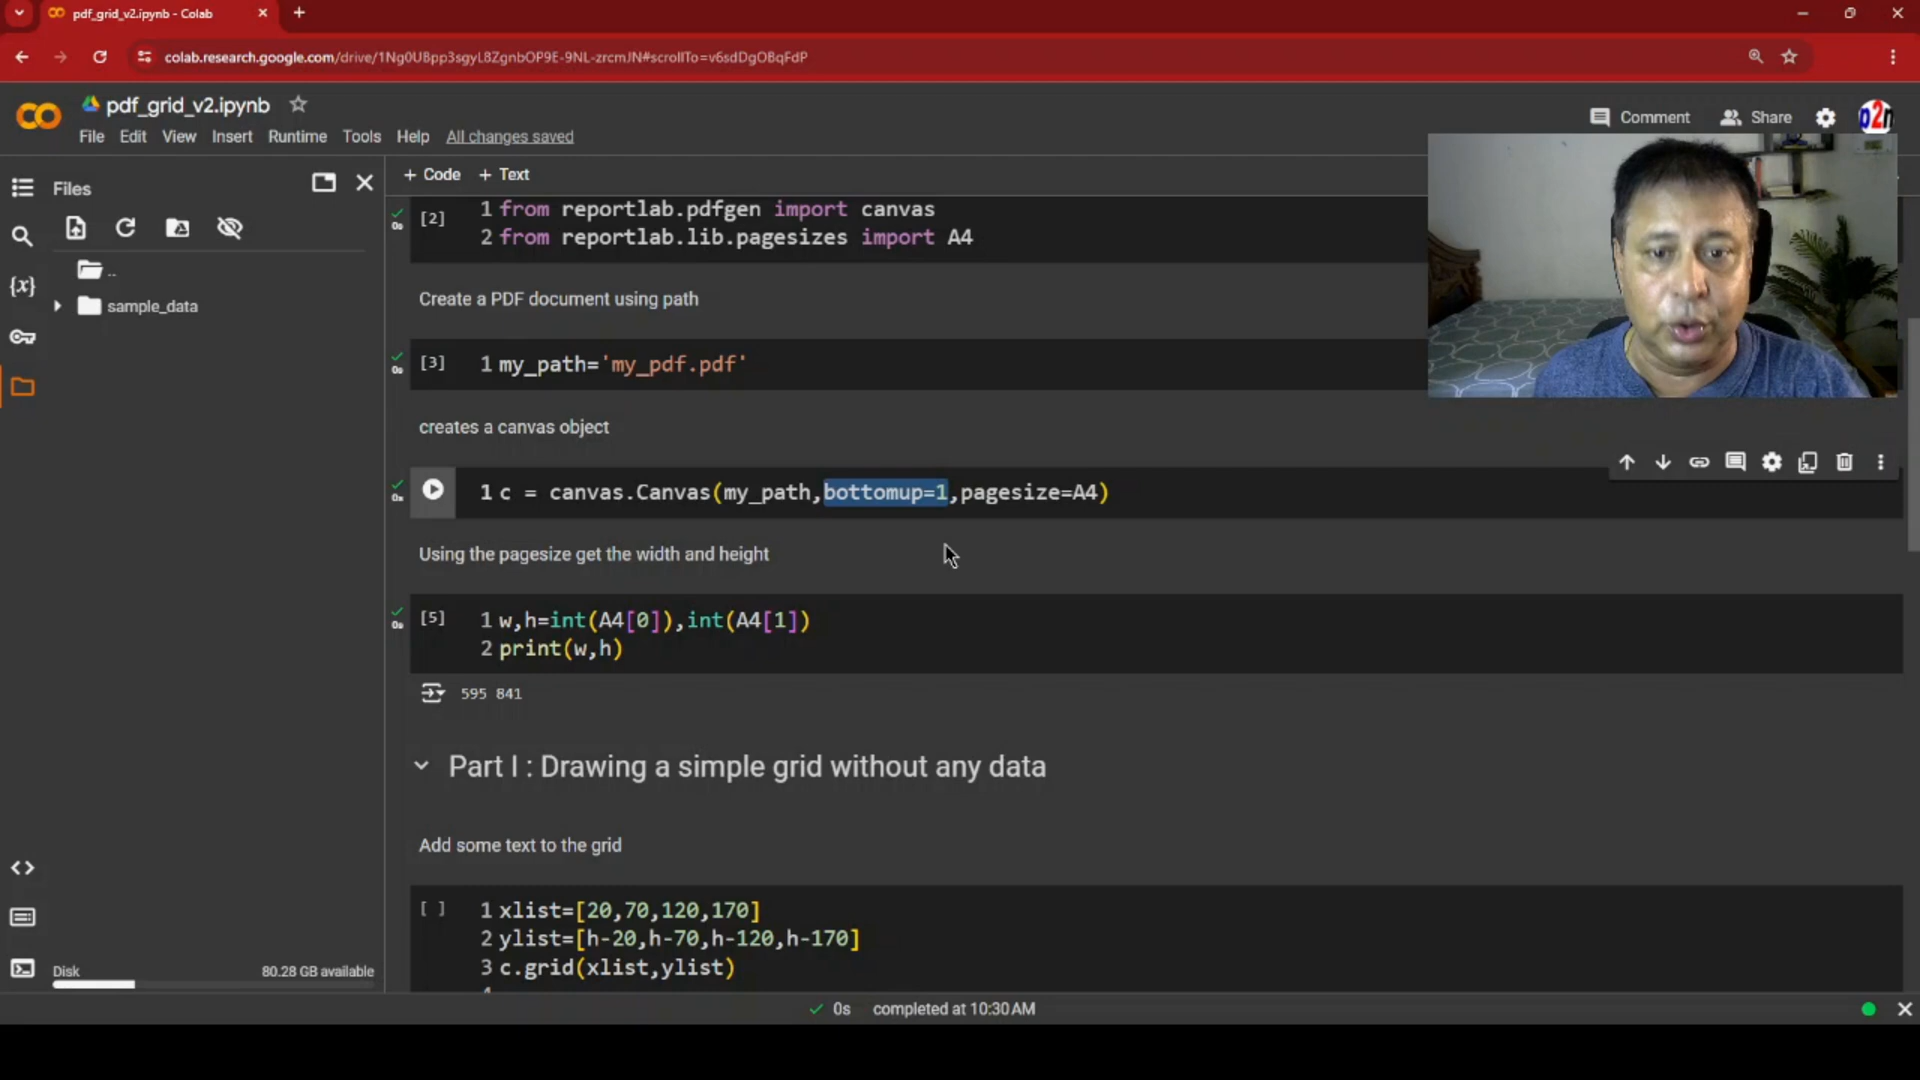 pdf_grid_v2.ipynb - Colab
colab.research.google.com/drive/1Ng0U8pp3sgyL8ZgnbOP9E-9NL-zrcmJN#scrollTo=v6sdDgOBqFdP
pdf_grid_v2.ipynb
File Edit View Insert Runtime Tools Help All changes saved
Comment Share
+ Code + Text
Files
..
sample_data
[2] 1 from reportlab.pdfgen import canvas
2 from reportlab.lib.pagesizes import A4
Create a PDF document using path
[3] 1 my_path='my_pdf.pdf'
creates a canvas object
1 c = canvas.Canvas(my_path,bottomup=1,pagesize=A4)
Using the pagesize get the width and height
[5] 1 w,h=int(A4[0]),int(A4[1])
2 print(w,h)
595 841
Part I : Drawing a simple grid without any data
Add some text to the grid
[ ] 1 xlist=[20,70,120,170]
2 ylist=[h-20,h-70,h-120,h-170]
3 c.grid(xlist,ylist)
Disk 80.28 GB available
0s completed at 10:30 AM